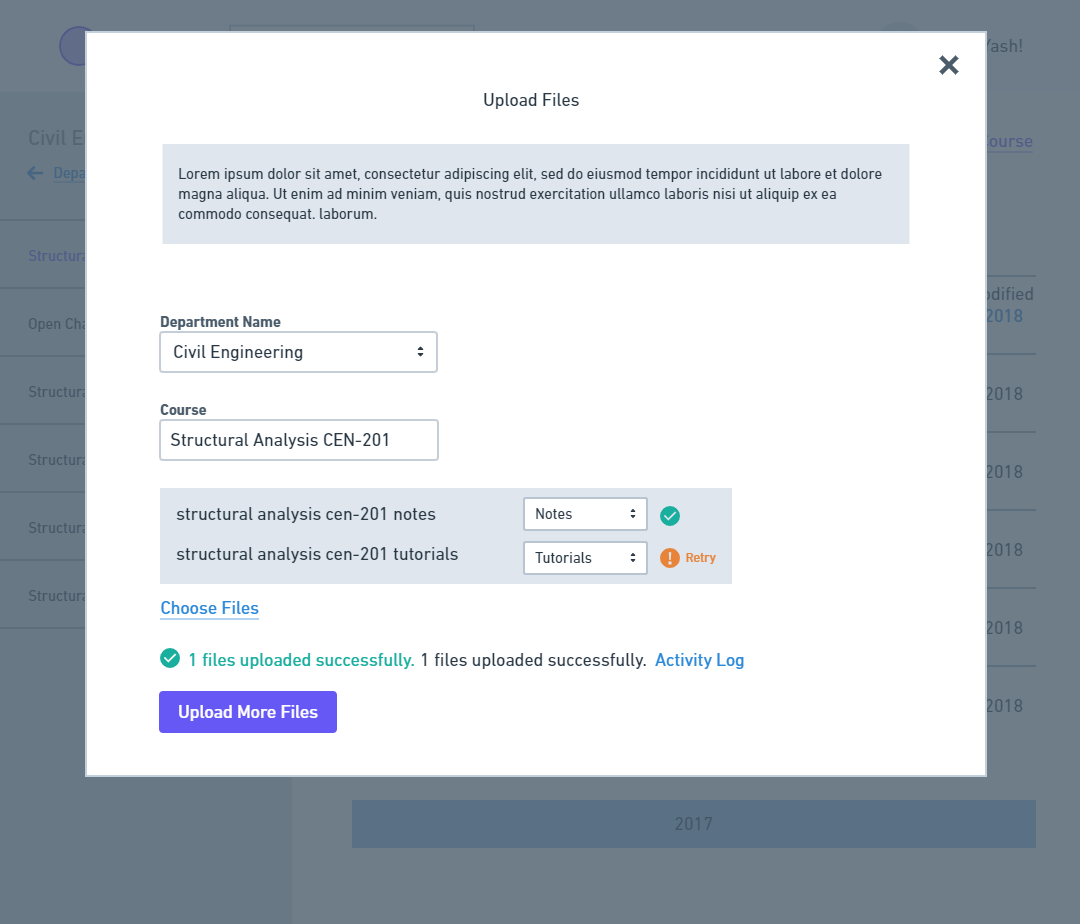 Upload Files
Lorem ipsum dolor sit amet, consectetur adipiscing elit, sed do eiusmod tempor incididunt ut labore et dolore
magna aliqua. Ut enim ad minim veniam, quis nostrud exercitation ullamco laboris nisi ut aliquip ex ea
commodo consequat. laborum.
Department Name
Civil Engineering
Course
Structural Analysis CEN-201
structural analysis cen-201 notes
Notes
structural analysis cen-201 tutorials
Tutorials
Retry
Choose Files
1 files uploaded successfully. 1 files uploaded successfully. Activity Log
Upload More Files
Yash!
Civil E
Depa
ourse
Structura
Open Cha
Structura
Structura
Structura
Structura
odified
2018
2018
2018
2018
2018
2018
2017